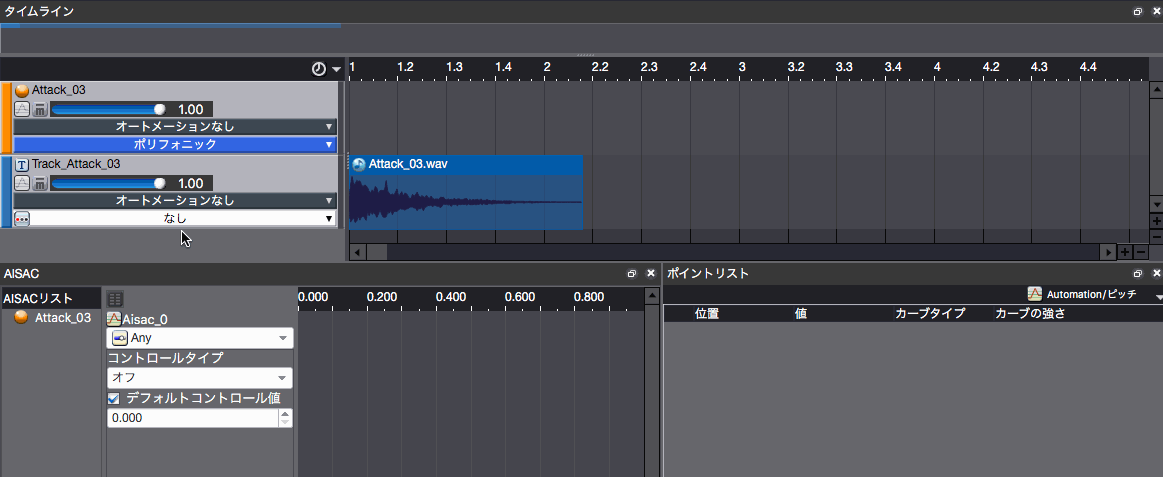 タイムライン
1 1.2 1.3 1.4 2 2.2 2.3 2.4 3 3.2 3.3 3.4 4 4.2 4.3 4.4
Attack_03
m 1.00
オートメーションなし
ポリフォニック
T Track_Attack_03
m 1.00
オートメーションなし
なし
Attack_03.wav
AISAC
AISACリスト
Attack_03
Aisac_0
Any
コントロールタイプ
オフ
デフォルトコントロール値
0.000
0.000 0.200 0.400 0.600 0.800
ポイントリスト
Automation/ピッチ
位置 値 カーブタイプ カーブの強さ